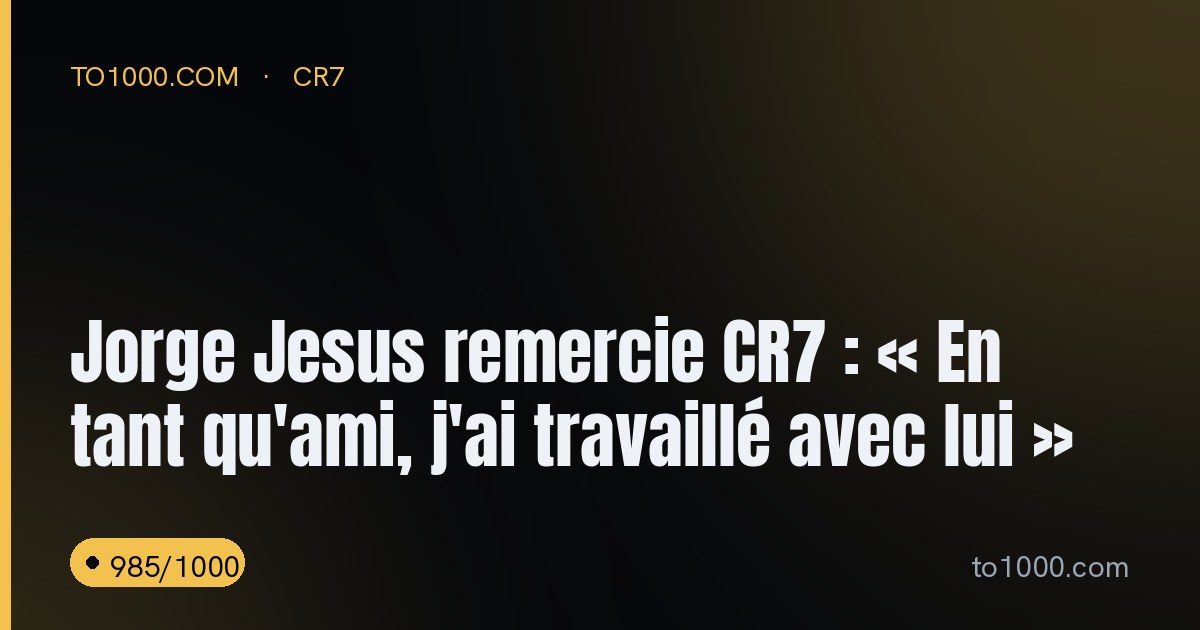 TO1000.COM · CR7
Jorge Jesus remercie CR7 : « En
tant qu'ami, j'ai travaillé avec lui »
985/1000
to1000.com